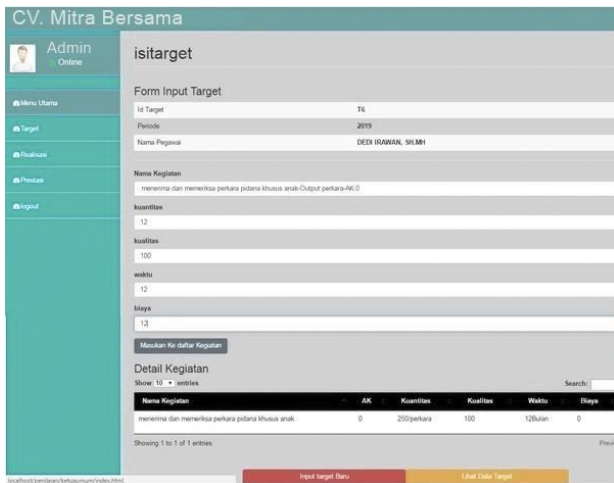 CV. Mitra Bersama
Admin
Online
Menu Utama
Target
Realisasi
Prestasi
logout
isitarget
Form Input Target
Id Target T6
Periode 2019
Nama Pegawai DEDI IRAWAN, SH.MH
Nama Kegiatan
menerima dan memeriksa perkara pidana khusus anak-Output perkara-AK:0
kuantitas
12
kualitas
100
waktu
12
biaya
12
Masukan Ke daftar Kegiatan
Detail Kegiatan
Show 10 entries Search:
Nama Kegiatan AK Kuantitas Kualitas Waktu Biaya
menerima dan memeriksa perkara pidana khusus anak 0 250/perkara 100 12Bulan 0
Showing 1 to 1 of 1 entries Previ
Input target Baru Lihat Data Target